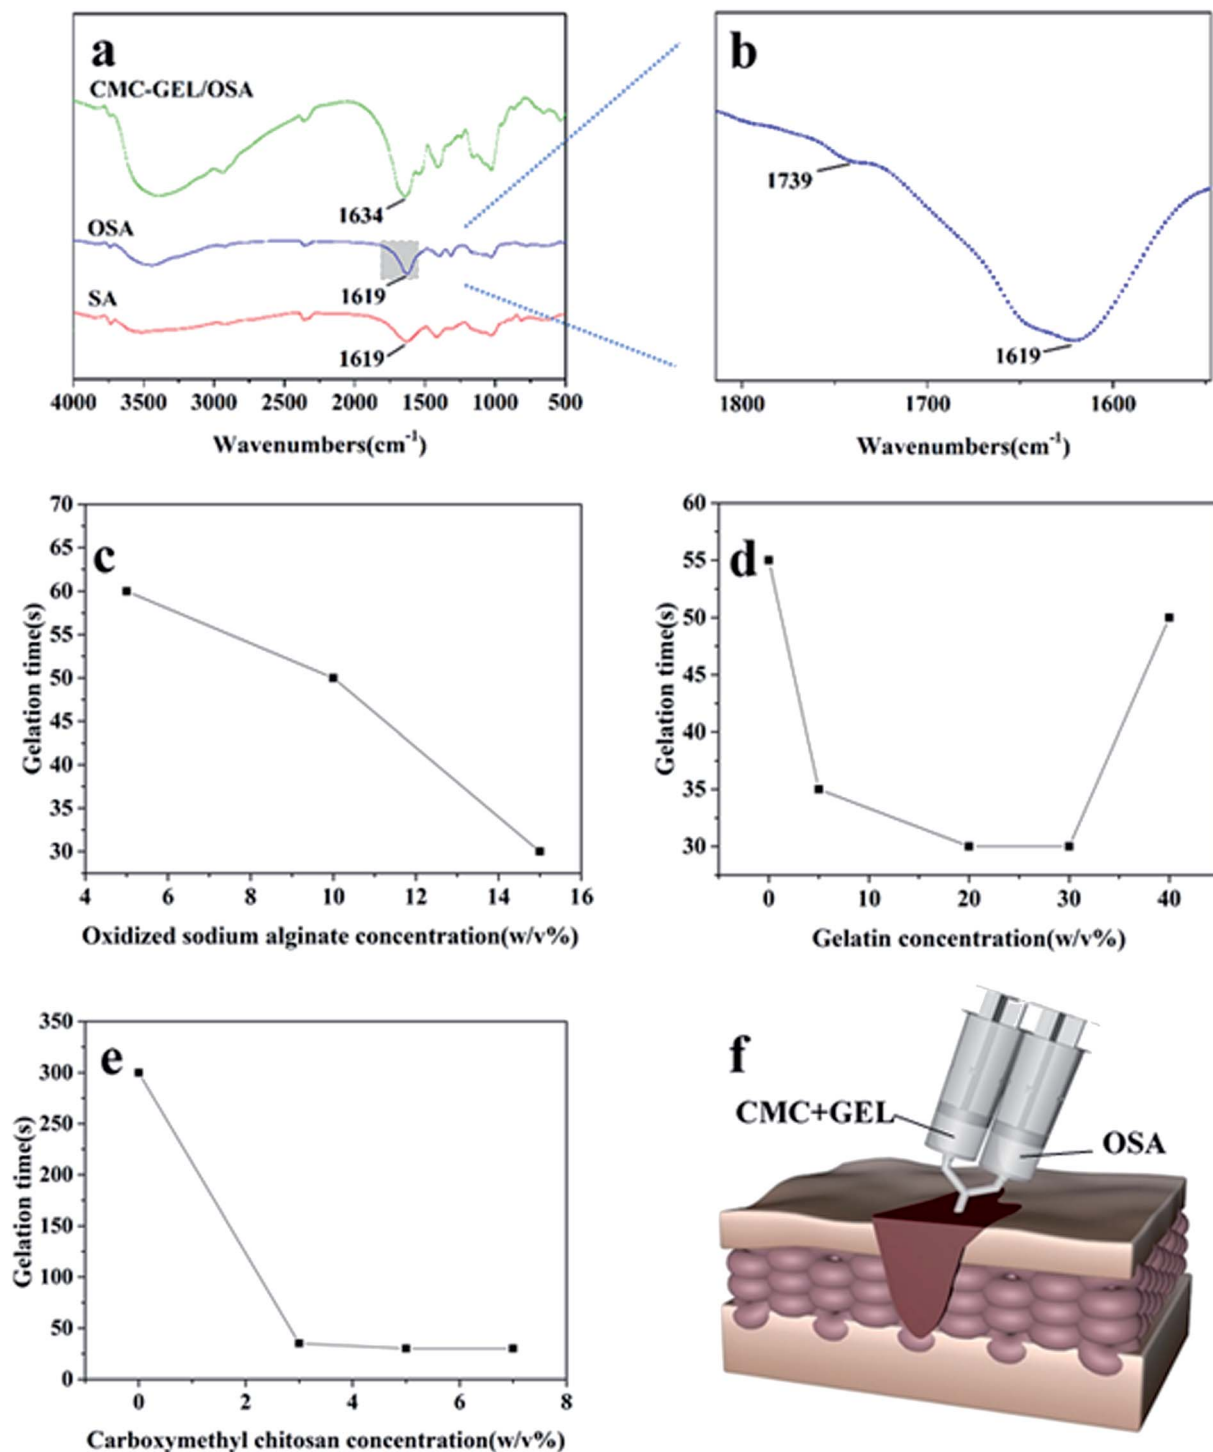 a
CMC-GEL/OSA
1634
OSA
1619
SA
1619
4000 3500 3000 2500 2000 1500 1000 500
Wavenumbers(cm⁻¹)
b
1739
1619
1800 1700 1600
Wavenumbers(cm⁻¹)
c
70
65
60
55
50
45
40
35
30
Gelation time(s)
4 6 8 10 12 14 16
Oxidized sodium alginate concentration(w/v%)
d
60
55
50
45
40
35
30
Gelation time(s)
0 10 20 30 40
Gelatin concentration(w/v%)
e
350
300
250
200
150
100
50
0
Gelation time(s)
0 2 4 6 8
Carboxymethyl chitosan concentration(w/v%)
f
CMC+GEL
OSA